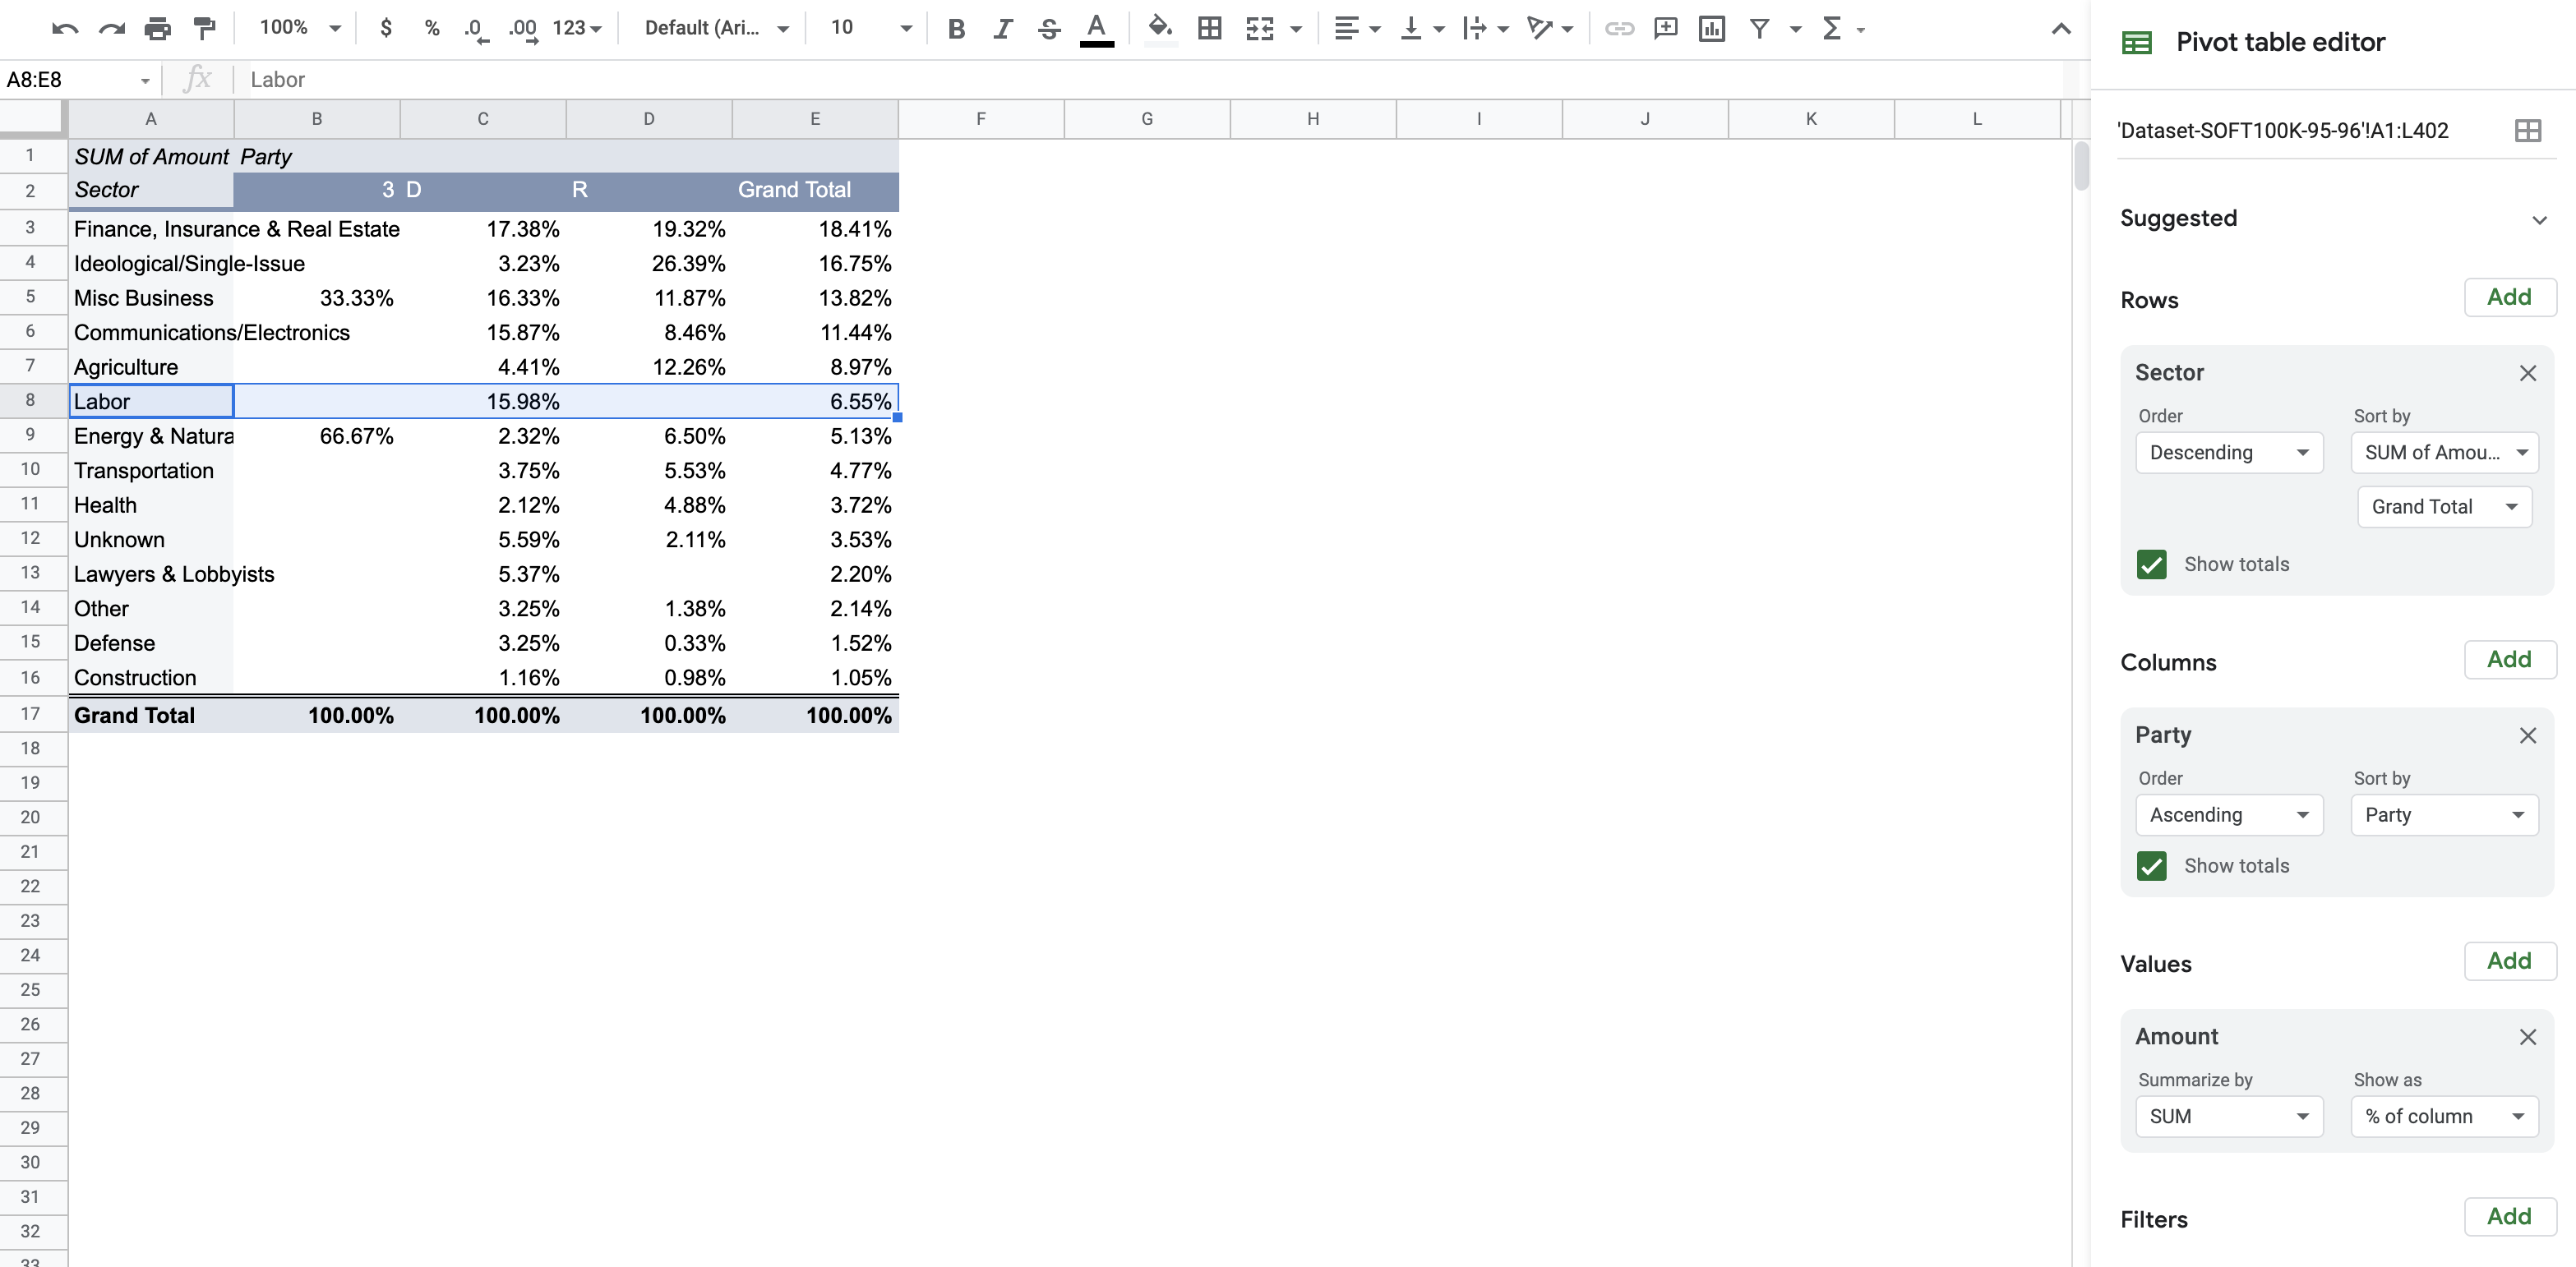 100% $ % .0 .00 123 Default (Ari... 10 B I S A Σ
A8:E8 fx Labor
A B C D E F G H I J K L
1 SUM of Amount Party
2 Sector 3 D R Grand Total
3 Finance, Insurance & Real Estate 17.38% 19.32% 18.41%
4 Ideological/Single-Issue 3.23% 26.39% 16.75%
5 Misc Business 33.33% 16.33% 11.87% 13.82%
6 Communications/Electronics 15.87% 8.46% 11.44%
7 Agriculture 4.41% 12.26% 8.97%
8 Labor 15.98% 6.55%
9 Energy & Natura 66.67% 2.32% 6.50% 5.13%
10 Transportation 3.75% 5.53% 4.77%
11 Health 2.12% 4.88% 3.72%
12 Unknown 5.59% 2.11% 3.53%
13 Lawyers & Lobbyists 5.37% 2.20%
14 Other 3.25% 1.38% 2.14%
15 Defense 3.25% 0.33% 1.52%
16 Construction 1.16% 0.98% 1.05%
17 Grand Total 100.00% 100.00% 100.00% 100.00%
18
19
20
21
22
23
24
25
26
27
28
29
30
31
32
33
Pivot table editor
'Dataset-SOFT100K-95-96'!A1:L402
Suggested
Rows Add
Sector
Order Sort by
Descending SUM of Amou...
Grand Total
Show totals
Columns Add
Party
Order Sort by
Ascending Party
Show totals
Values Add
Amount
Summarize by Show as
SUM % of column
Filters Add